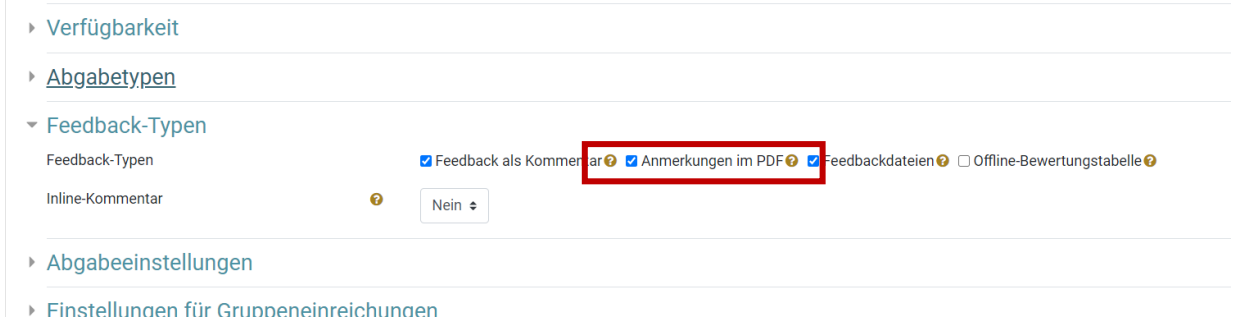 Verfügbarkeit
Abgabetypen
Feedback-Typen
Feedback-Typen Feedback als Kommentar Anmerkungen im PDF Feedbackdateien Offline-Bewertungstabelle
Inline-Kommentar Nein
Abgabeeinstellungen
Einstellungen für Gruppeneinreichungen